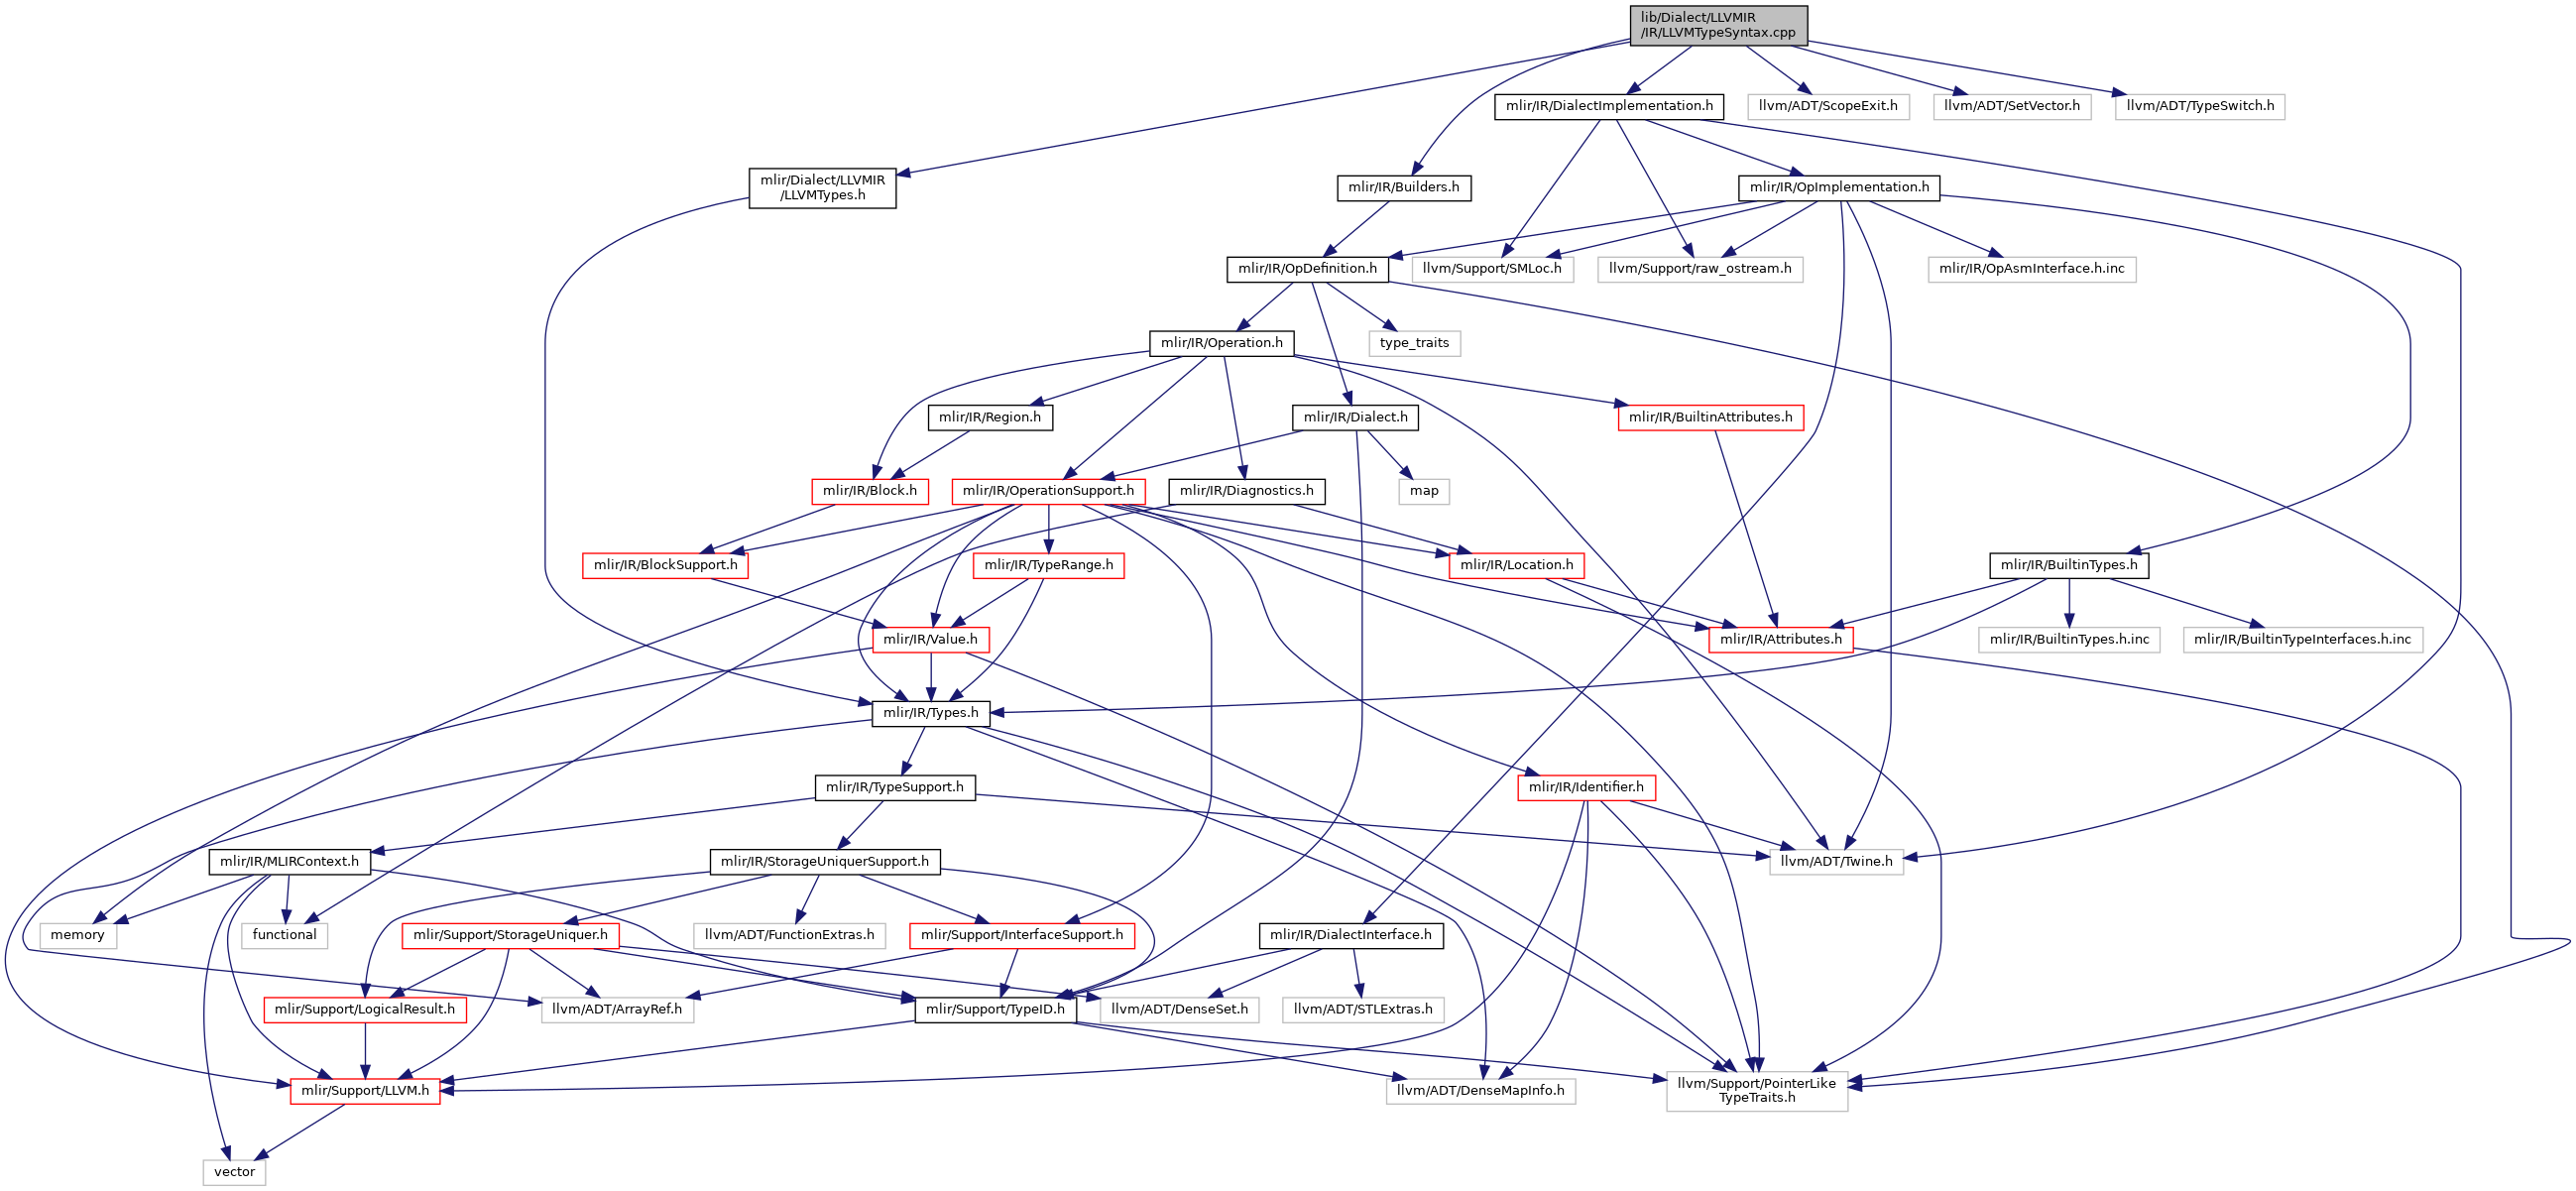 lib/Dialect/LLVMIR
/IR/LLVMTypeSyntax.cpp
mlir/IR/DialectImplementation.h
llvm/ADT/ScopeExit.h
llvm/ADT/SetVector.h
llvm/ADT/TypeSwitch.h
mlir/Dialect/LLVMIR
/LLVMTypes.h
mlir/IR/Builders.h
mlir/IR/OpImplementation.h
mlir/IR/OpDefinition.h
llvm/Support/SMLoc.h
llvm/Support/raw_ostream.h
mlir/IR/OpAsmInterface.h.inc
mlir/IR/Operation.h
type_traits
mlir/IR/Region.h
mlir/IR/Dialect.h
mlir/IR/BuiltinAttributes.h
mlir/IR/Block.h
mlir/IR/OperationSupport.h
mlir/IR/Diagnostics.h
map
mlir/IR/BlockSupport.h
mlir/IR/TypeRange.h
mlir/IR/Location.h
mlir/IR/BuiltinTypes.h
mlir/IR/Value.h
mlir/IR/Attributes.h
mlir/IR/BuiltinTypes.h.inc
mlir/IR/BuiltinTypeInterfaces.h.inc
mlir/IR/Types.h
mlir/IR/TypeSupport.h
mlir/IR/Identifier.h
mlir/IR/MLIRContext.h
mlir/IR/StorageUniquerSupport.h
llvm/ADT/Twine.h
memory
functional
mlir/Support/StorageUniquer.h
llvm/ADT/FunctionExtras.h
mlir/Support/InterfaceSupport.h
mlir/IR/DialectInterface.h
mlir/Support/LogicalResult.h
llvm/ADT/ArrayRef.h
mlir/Support/TypeID.h
llvm/ADT/DenseSet.h
llvm/ADT/STLExtras.h
mlir/Support/LLVM.h
llvm/ADT/DenseMapInfo.h
llvm/Support/PointerLike
TypeTraits.h
vector